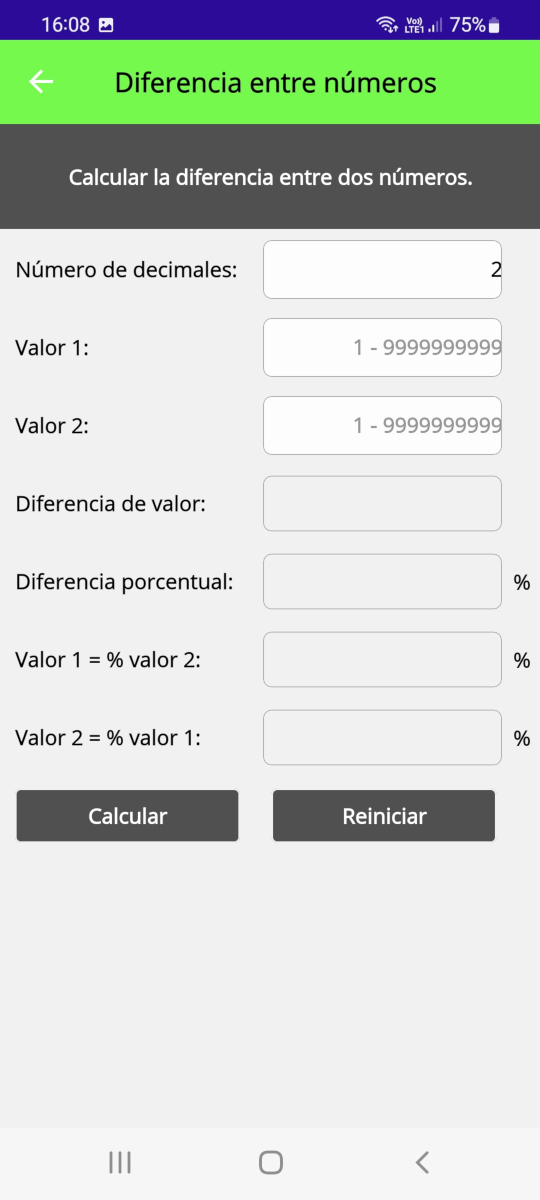 16:08 Vo)) LTE1 75%
Diferencia entre números
Calcular la diferencia entre dos números.
Número de decimales: 2
Valor 1: 1 - 9999999999
Valor 2: 1 - 9999999999
Diferencia de valor:
Diferencia porcentual: %
Valor 1 = % valor 2: %
Valor 2 = % valor 1: %
Calcular Reiniciar